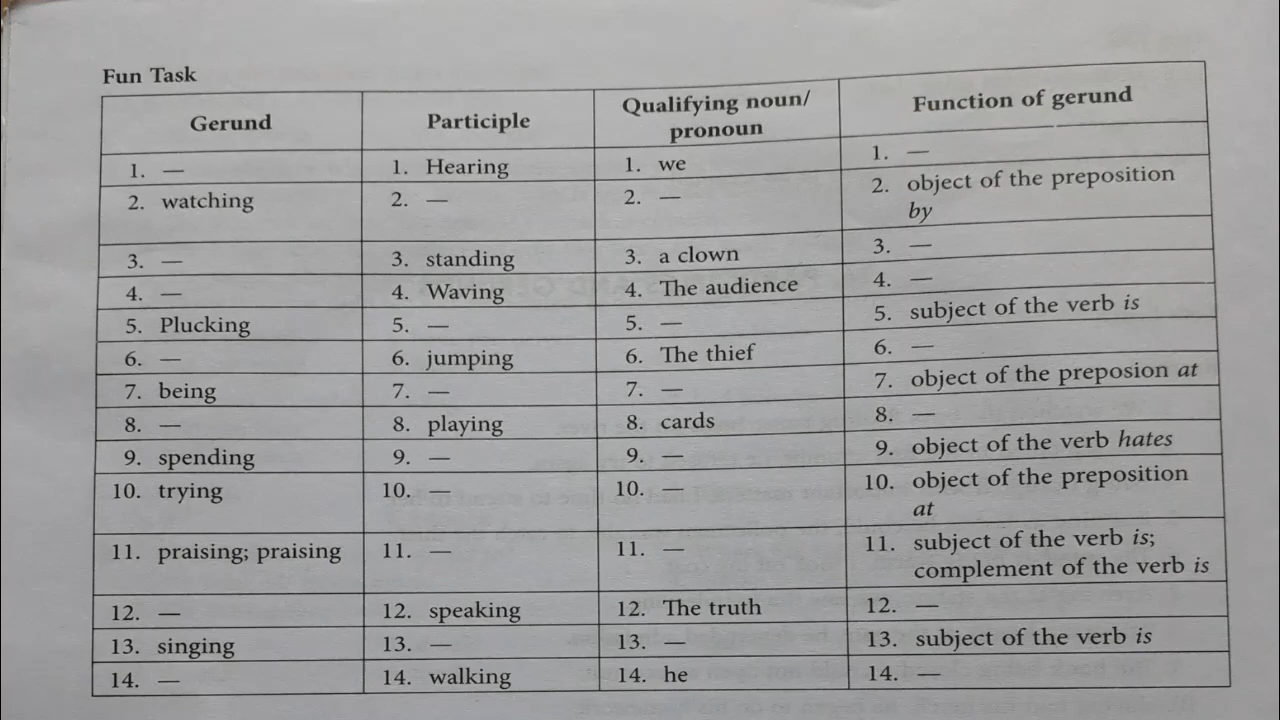 Fun Task
Gerund Participle Qualifying noun/ Function of gerund
pronoun
1. — 1. Hearing 1. we 1. —
2. watching 2. — 2. — 2. object of the preposition
by
3. — 3. standing 3. a clown 3. —
4. — 4. Waving 4. The audience 4. —
5. Plucking 5. — 5. — 5. subject of the verb is
6. — 6. jumping 6. The thief 6. —
7. being 7. — 7. — 7. object of the preposion at
8. — 8. playing 8. cards 8. —
9. spending 9. — 9. — 9. object of the verb hates
10. trying 10. — 10. — 10. object of the preposition
at
11. praising; praising 11. — 11. — 11. subject of the verb is;
complement of the verb is
12. — 12. speaking 12. The truth 12. —
13. singing 13. — 13. — 13. subject of the verb is
14. — 14. walking 14. he 14. —